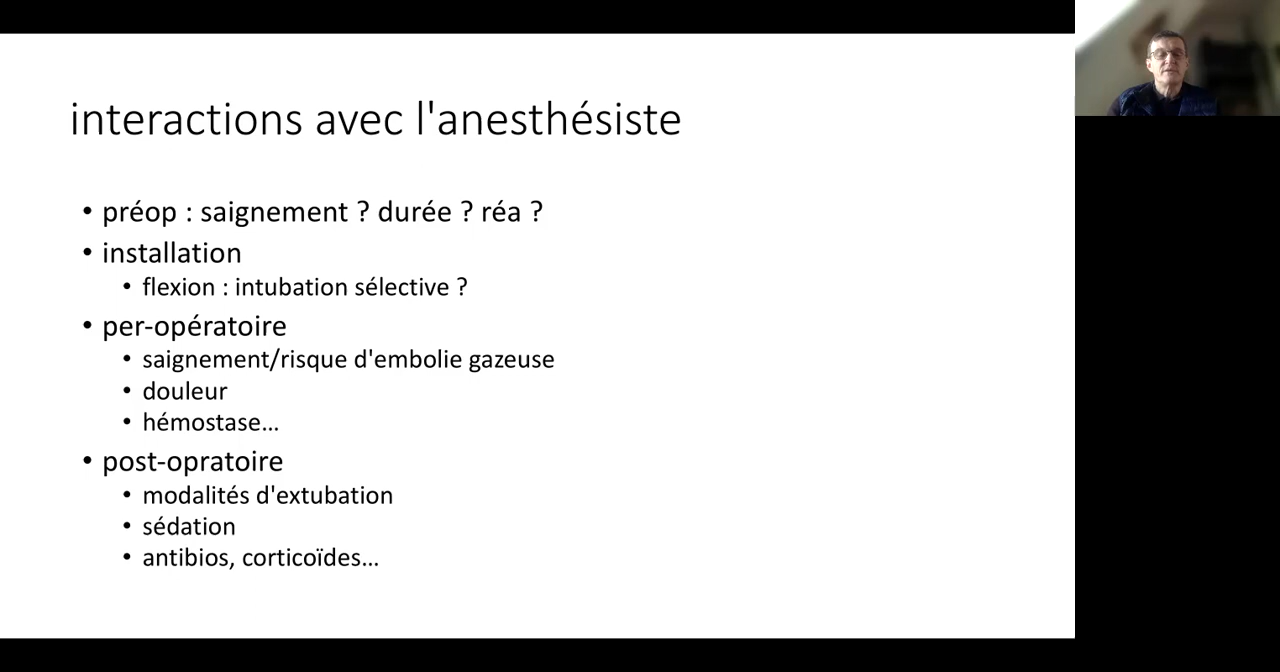 interactions avec l'anesthésiste
• préop : saignement ? durée ? réa ?
• installation
• flexion : intubation sélective ?
• per-opératoire
• saignement/risque d'embolie gazeuse
• douleur
• hémostase...
• post-opratoire
• modalités d'extubation
• sédation
• antibios, corticoïdes...